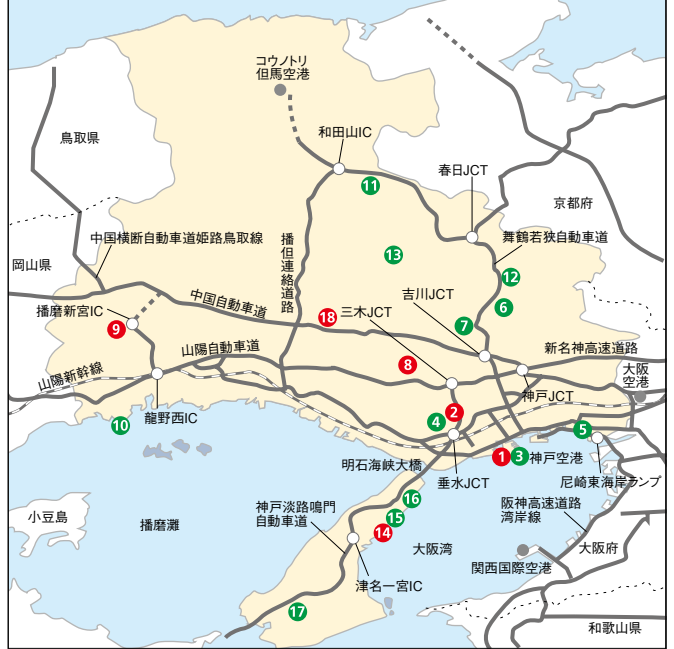 コウノトリ
但馬空港
和田山IC
鳥取県
春日JCT
11
京都府
中国横断自動車道姫路鳥取線
播但連絡道路
舞鶴若狭自動車道
13
岡山県
12
吉川JCT
6
播磨新宮IC
中国自動車道
18
三木JCT
7
9
山陽自動車道
新名神高速道路
8
山陽新幹線
大阪
空港
神戸JCT
龍野西IC
2
10
4
5
明石海峡大橋
1
3
神戸空港
垂水JCT
尼崎東海岸ランプ
16
神戸淡路鳴門
自動車道
阪神高速道路
湾岸線
小豆島
播磨灘
15
14
大阪湾
大阪府
関西国際空港
津名一宮IC
17
和歌山県